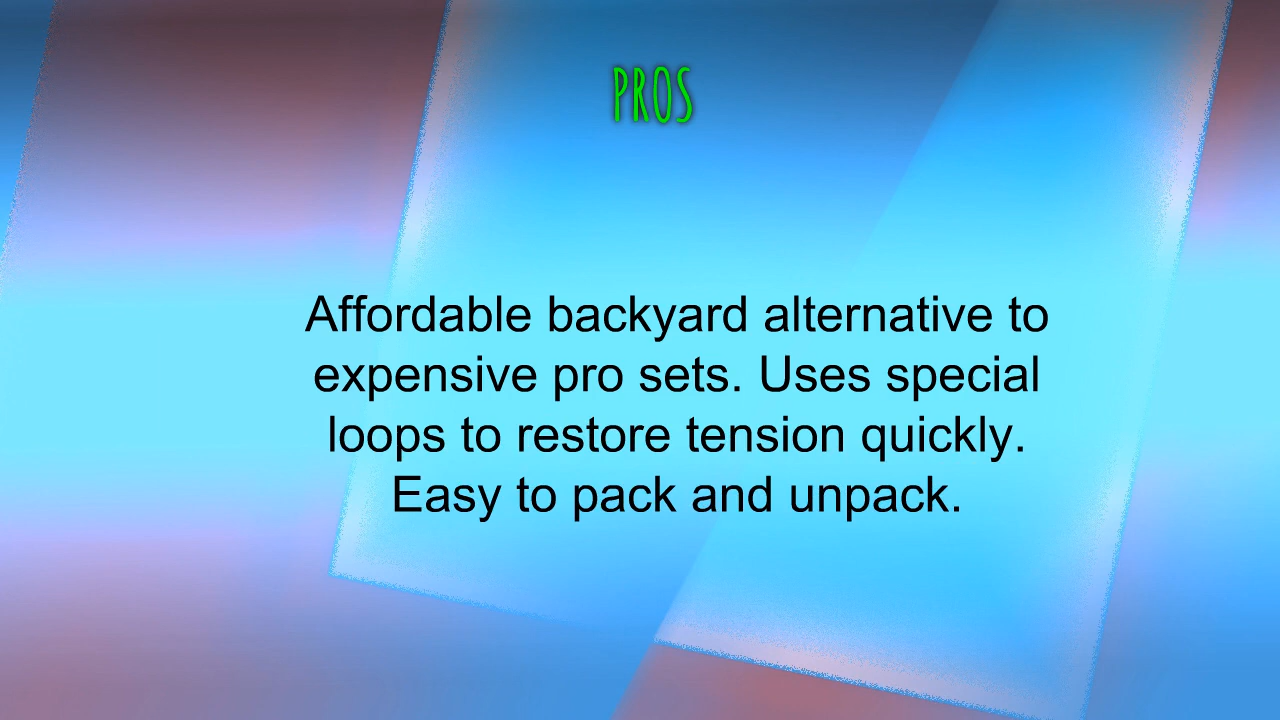 PROS
Affordable backyard alternative to
expensive pro sets. Uses special
loops to restore tension quickly.
Easy to pack and unpack.